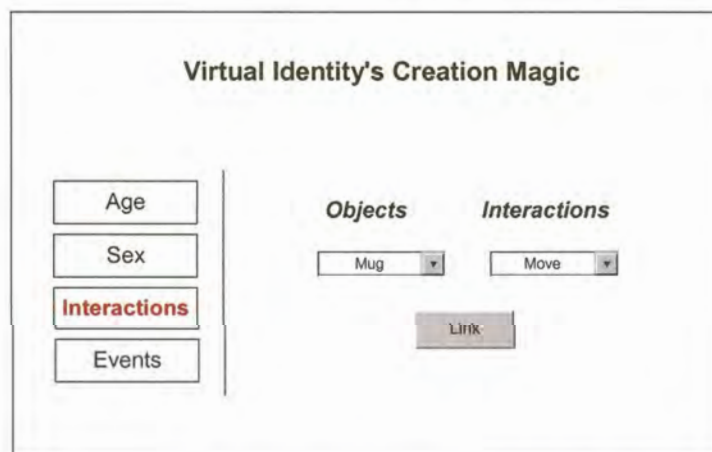 Virtual Identity's Creation Magic
Age
Sex
Interactions
Events
Objects Interactions
Mug Move
Link